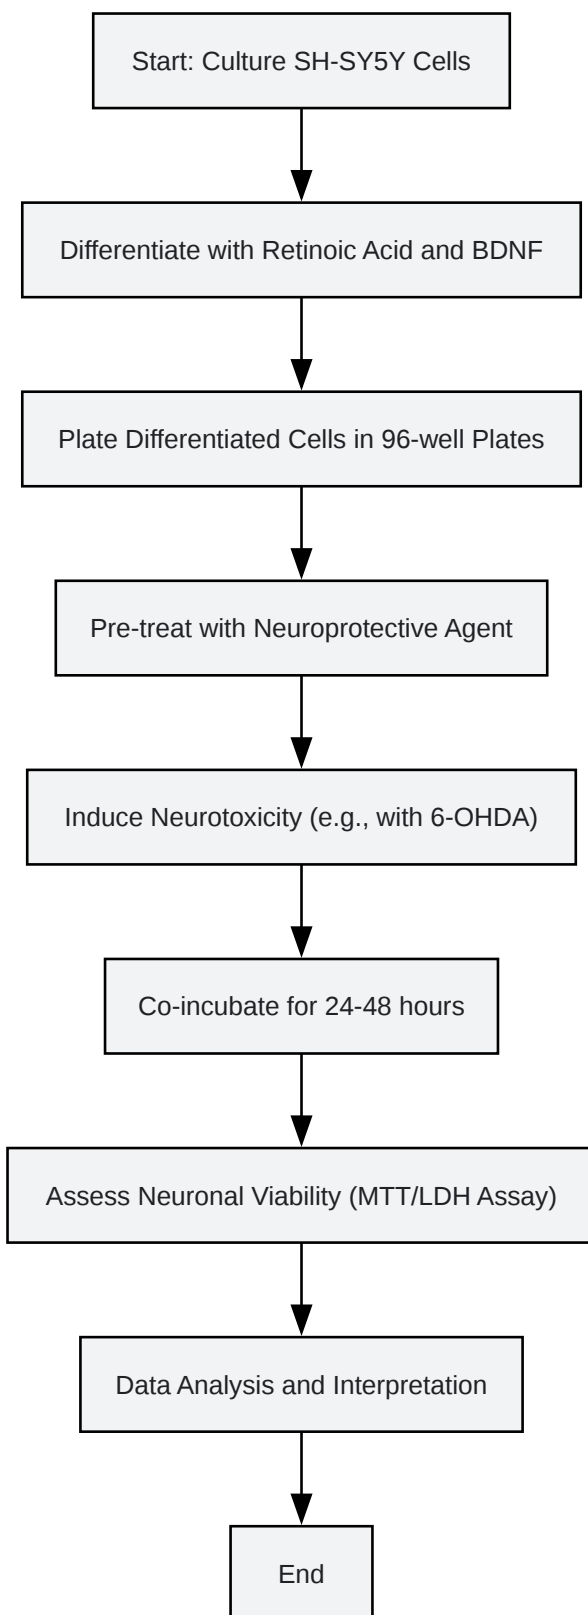 Start: Culture SH-SY5Y Cells
Differentiate with Retinoic Acid and BDNF
Plate Differentiated Cells in 96-well Plates
Pre-treat with Neuroprotective Agent
Induce Neurotoxicity (e.g., with 6-OHDA)
Co-incubate for 24-48 hours
Assess Neuronal Viability (MTT/LDH Assay)
Data Analysis and Interpretation
End